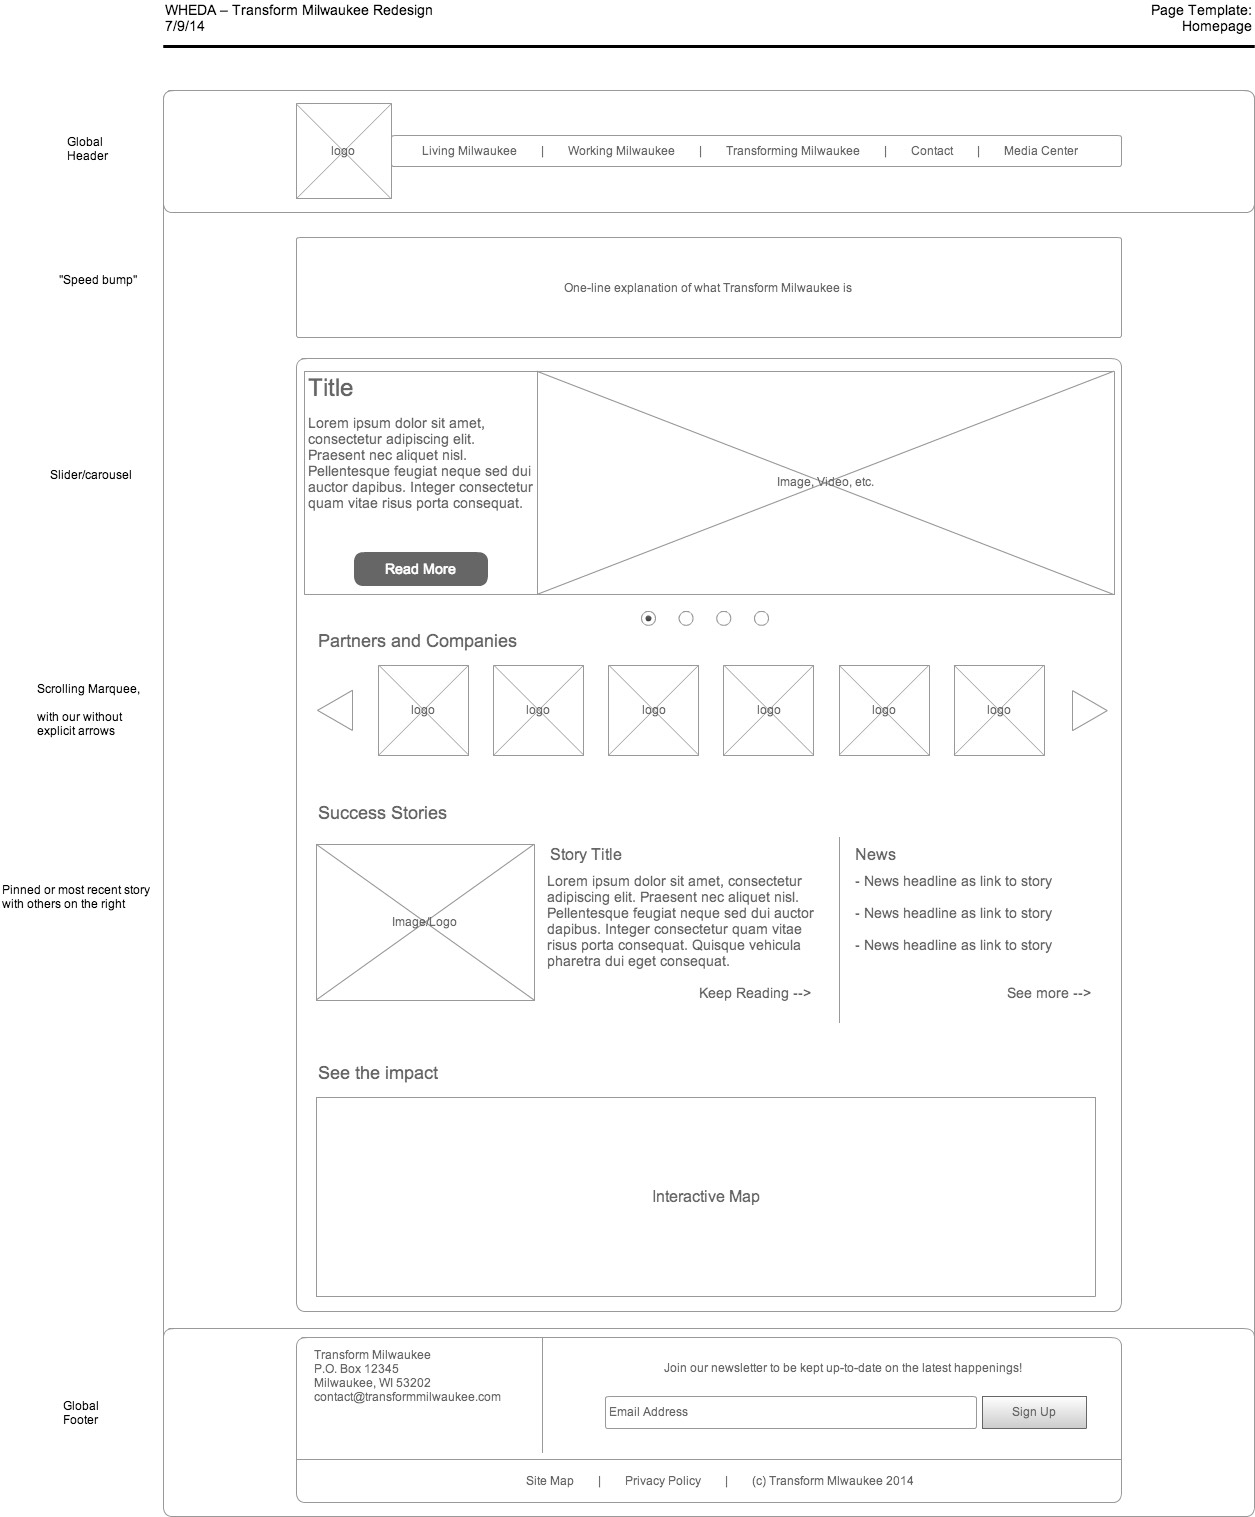 WHEDA – Transform Milwaukee Redesign
7/9/14
Page Template:
Homepage
Global
Header
logo
Living Milwaukee | Working Milwaukee | Transforming Milwaukee | Contact | Media Center
"Speed bump"
One-line explanation of what Transform Milwaukee is
Slider/carousel
Title
Lorem ipsum dolor sit amet,
consectetur adipiscing elit.
Praesent nec aliquet nisl.
Pellentesque feugiat neque sed dui
auctor dapibus. Integer consectetur
quam vitae risus porta consequat.
Read More
Image, Video, etc.
Partners and Companies
Scrolling Marquee,
with our without
explicit arrows
logo logo logo logo logo logo
Success Stories
Pinned or most recent story
with others on the right
Image/Logo
Story Title
Lorem ipsum dolor sit amet, consectetur
adipiscing elit. Praesent nec aliquet nisl.
Pellentesque feugiat neque sed dui auctor
dapibus. Integer consectetur quam vitae
risus porta consequat. Quisque vehicula
pharetra dui eget consequat.
Keep Reading -->
News
- News headline as link to story
- News headline as link to story
- News headline as link to story
See more -->
See the impact
Interactive Map
Global
Footer
Transform Milwaukee
P.O. Box 12345
Milwaukee, WI 53202
contact@transformmilwaukee.com
Join our newsletter to be kept up-to-date on the latest happenings!
Email Address
Sign Up
Site Map | Privacy Policy | (c) Transform MIwaukee 2014